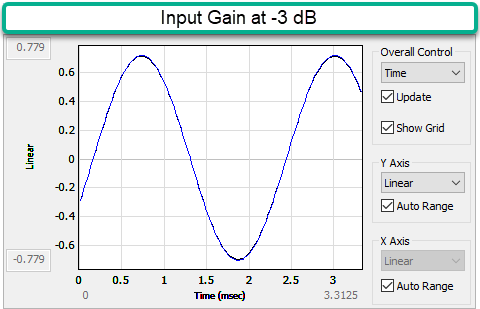 Input Gain at -3 dB
0.779
0.6
0.4
0.2
0
-0.2
-0.4
-0.6
-0.779
Linear
0 0.5 1 1.5 2 2.5 3
0 Time (msec) 3.3125
Overall Control
Time
Update
Show Grid
Y Axis
Linear
Auto Range
X Axis
Linear
Auto Range